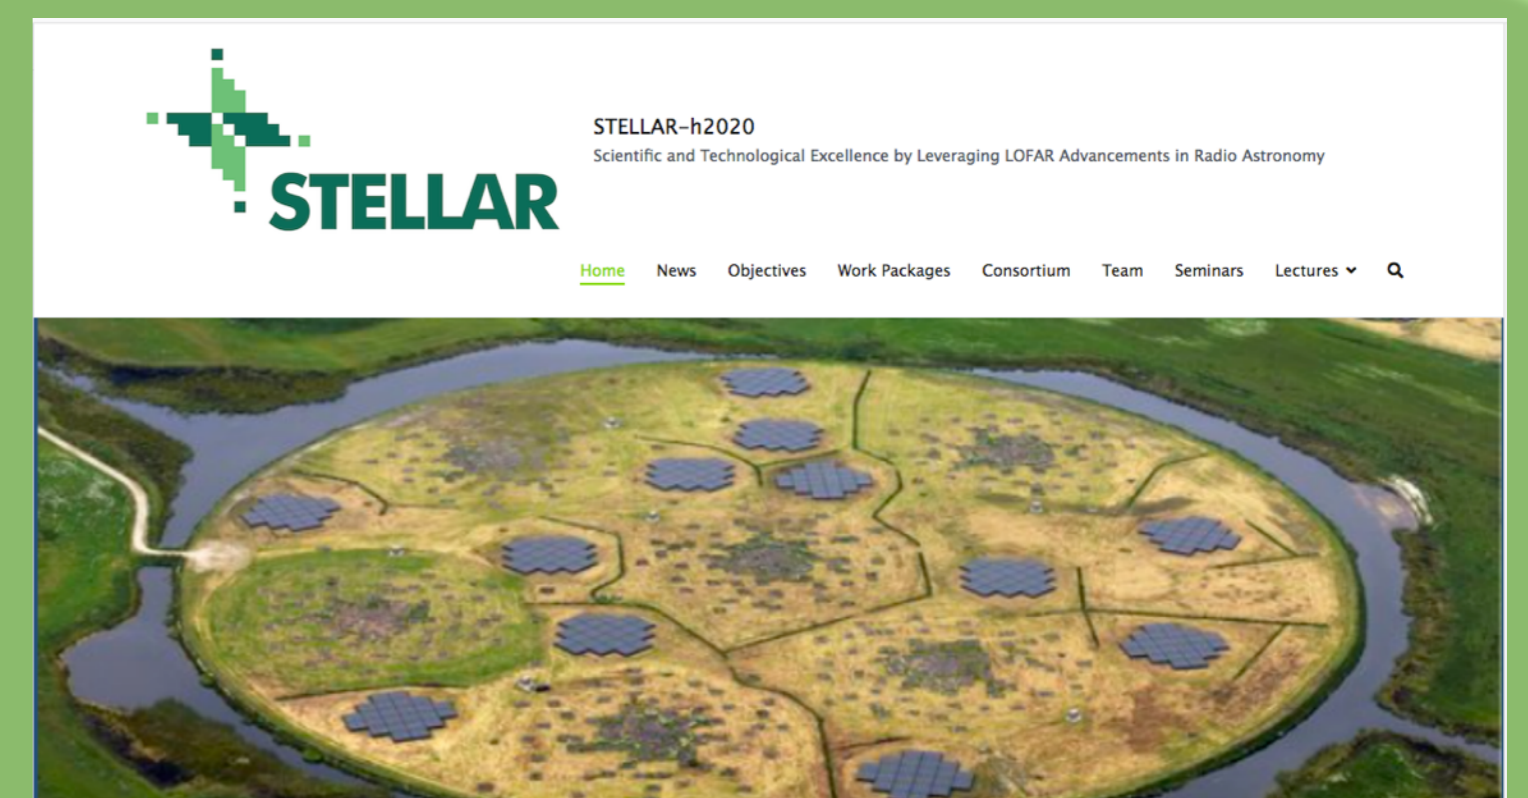 STELLAR
STELLAR-h2020
Scientific and Technological Excellence by Leveraging LOFAR Advancements in Radio Astronomy
Home News Objectives Work Packages Consortium Team Seminars Lectures